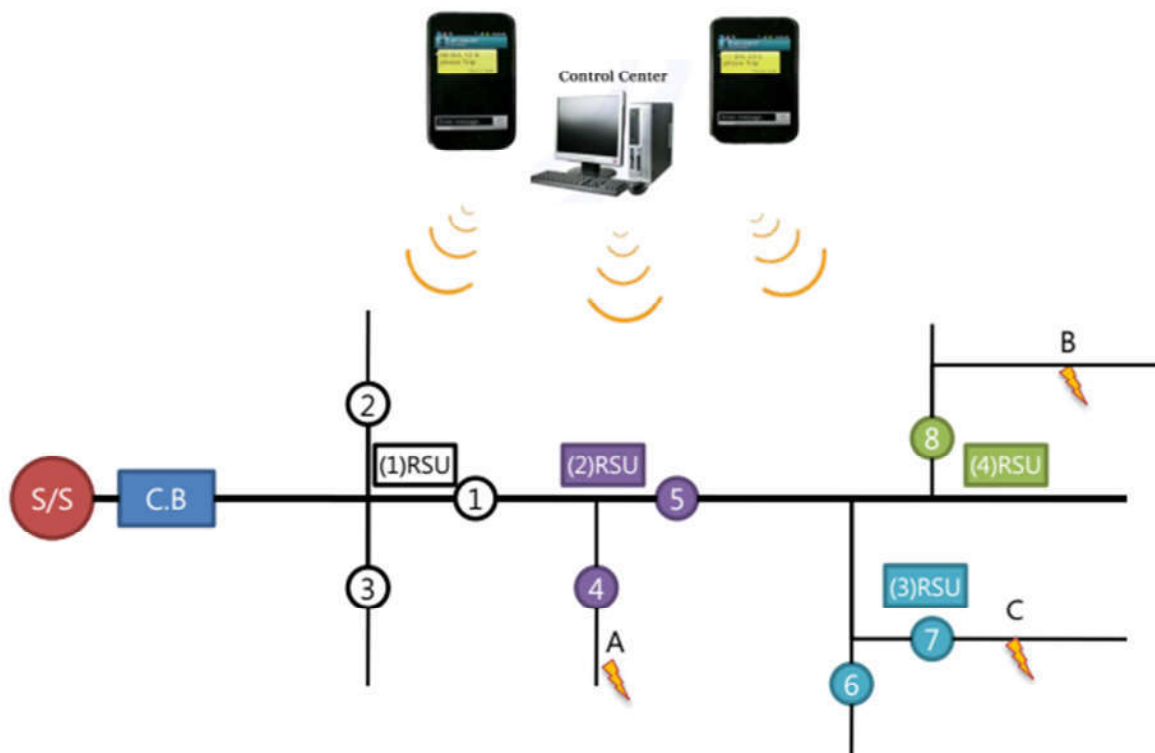 Control Center
B
2
8
(1)RSU
(2)RSU
(4)RSU
S/S
C.B
1
5
3
4
(3)RSU
A
7
C
6